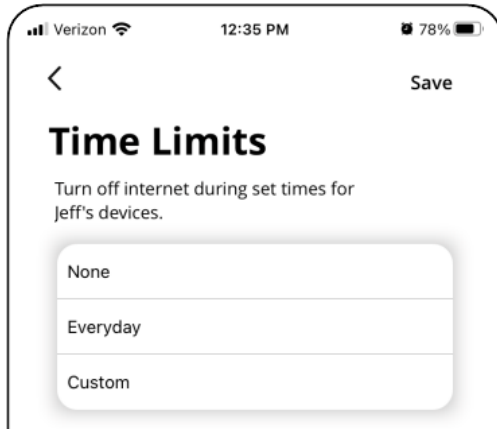 Verizon 12:35 PM 78%
Save
Time Limits
Turn off internet during set times for
Jeff's devices.
None
Everyday
Custom